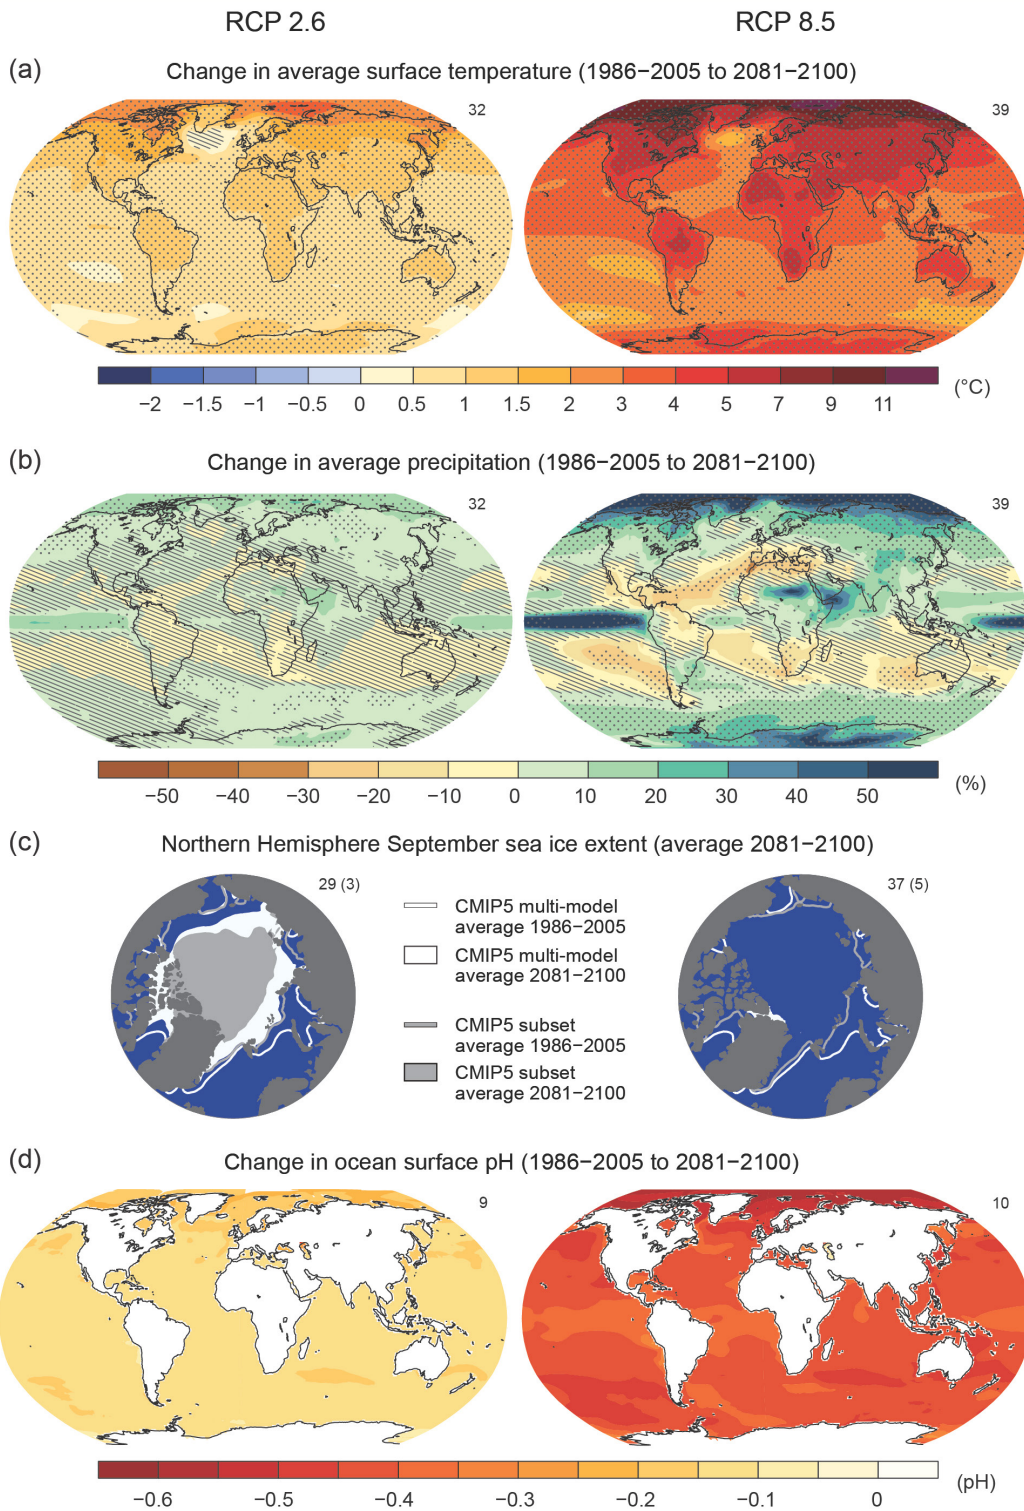 RCP 2.6
RCP 8.5
(a)
Change in average surface temperature (1986−2005 to 2081−2100)
32
39
−2 −1.5 −1 −0.5 0 0.5 1 1.5 2 3 4 5 7 9 11
(°C)
(b)
Change in average precipitation (1986−2005 to 2081−2100)
32
39
−50 −40 −30 −20 −10 0 10 20 30 40 50
(%)
(c)
Northern Hemisphere September sea ice extent (average 2081−2100)
29 (3)
37 (5)
CMIP5 multi-model
average 1986−2005
CMIP5 multi-model
average 2081−2100
CMIP5 subset
average 1986−2005
CMIP5 subset
average 2081−2100
(d)
Change in ocean surface pH (1986−2005 to 2081−2100)
9
10
−0.6 −0.5 −0.4 −0.3 −0.2 −0.1 0
(pH)